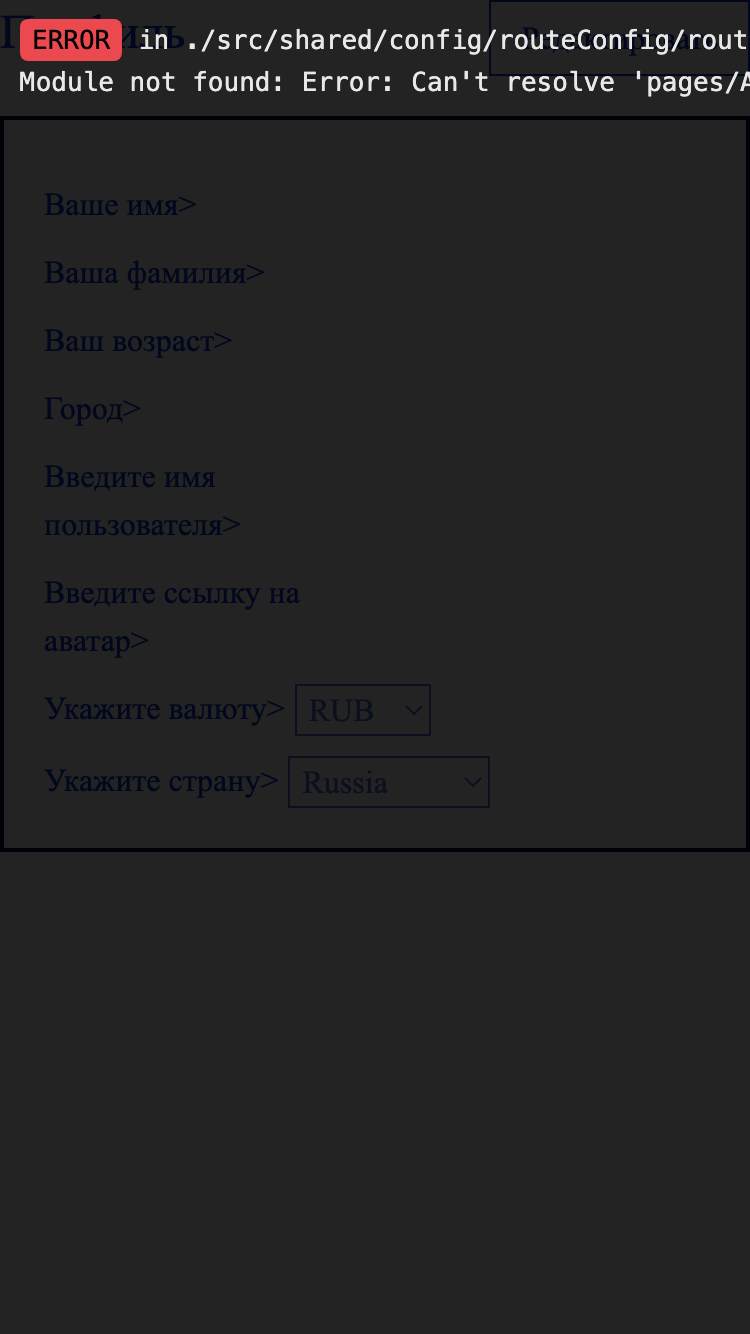 ERROR in ./src/shared/config/routeConfig/rout
Module not found: Error: Can't resolve 'pages/A
Ваше имя>
Ваша фамилия>
Ваш возраст>
Город>
Введите имя
пользователя>
Введите ссылку на
аватар>
Укажите валюту> RUB
Укажите страну> Russia